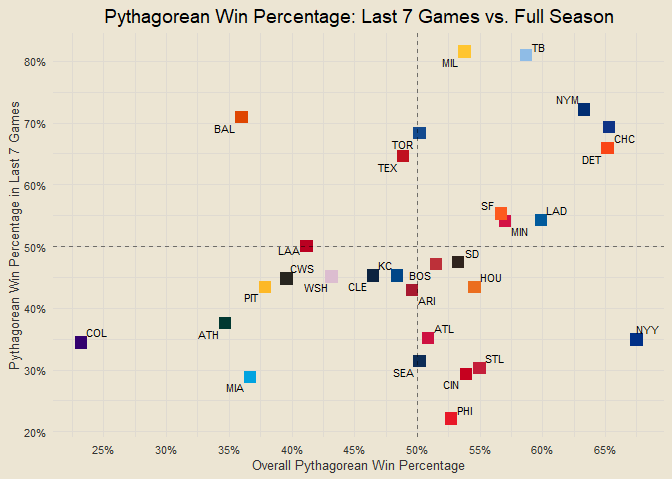 Pythagorean Win Percentage: Last 7 Games vs. Full Season
Pythagorean Win Percentage in Last 7 Games
80%
70%
60%
50%
40%
30%
20%
MIL
TB
NYM
BAL
TOR
CHC
DET
TEX
SF
LAD
MIN
LAA
CWS
KC
SD
PIT
WSH
CLE
BOS
HOU
ARI
COL
ATH
ATL
NYY
MIA
SEA
STL
CIN
PHI
25%
30%
35%
40%
45%
50%
55%
60%
65%
Overall Pythagorean Win Percentage